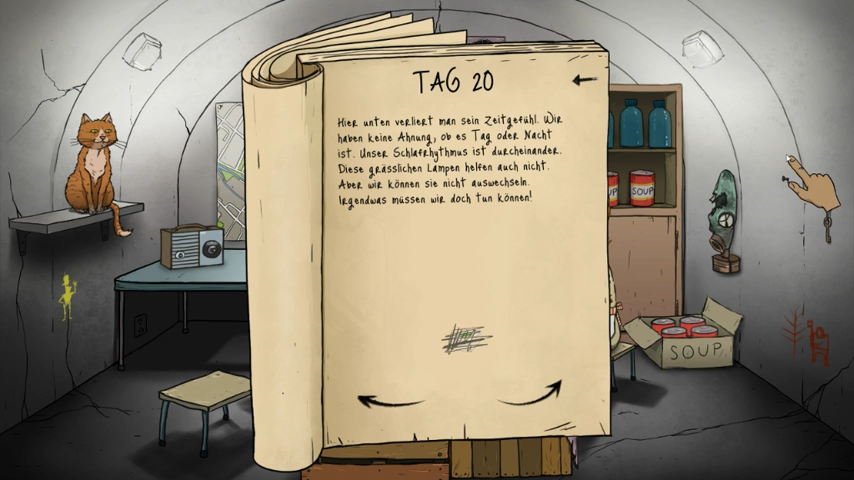 TAG 20
Hier unten verliert man sein Zeitgefühl. Wir
haben keine Ahnung, ob es Tag oder Nacht
ist. Unser Schlafrhythmus ist durcheinander.
Diese grässlichen Lampen helfen auch nicht.
Aber wir können sie nicht auswechseln.
Irgendwas müssen wir doch tun können!
SOUP
SOUP